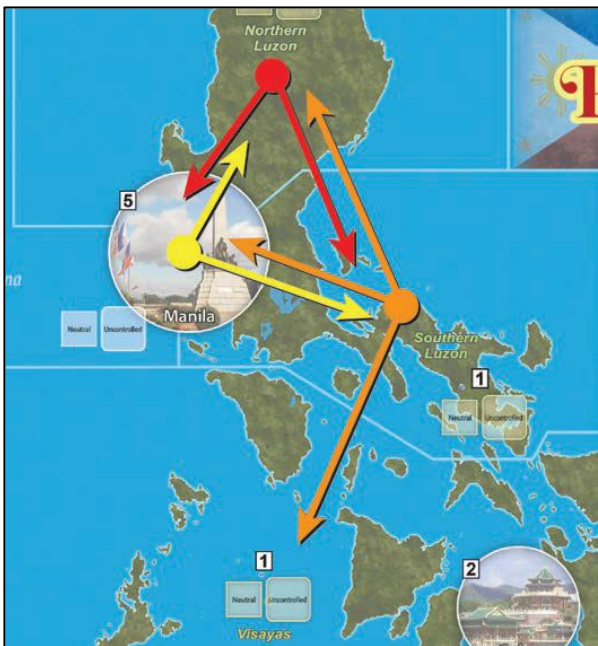 Northern
Luzon
5
Manila
Neutral
Uncontrolled
Southern
Luzon
1
Neutral
Uncontrolled
1
Neutral
Uncontrolled
Visayas
2